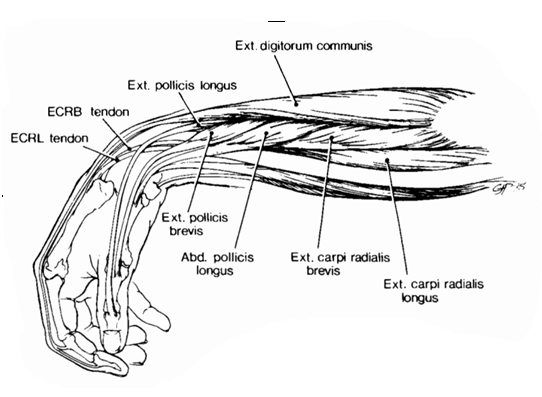 Ext. digitorum communis
Ext. pollicis longus
ECRB tendon
ECRL tendon
Ext. pollicis
brevis
Abd. pollicis
longus
Ext. carpi radialis
brevis
Ext. carpi radialis
longus